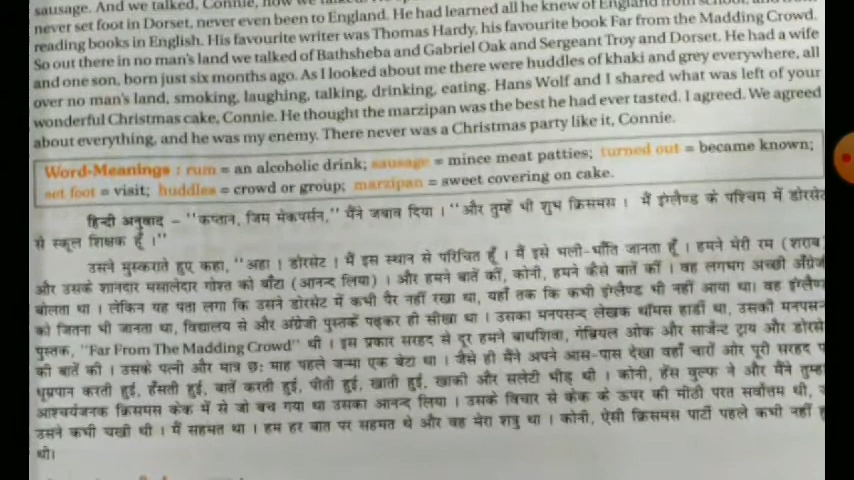 sausage. And we talked, Connie, how we
never set foot in Dorset, never even been to England. He had learned all he knew of England from school, and from
reading books in English. His favourite writer was Thomas Hardy, his favourite book Far from the Madding Crowd.
So out there in no man's land we talked of Bathsheba and Gabriel Oak and Sergeant Troy and Dorset. He had a wife
and one son, born just six months ago. As I looked about me there were huddles of khaki and grey everywhere, all
over no man's land, smoking, laughing, talking, drinking, eating. Hans Wolf and I shared what was left of your
wonderful Christmas cake, Connie. He thought the marzipan was the best he had ever tasted. I agreed. We agreed
about everything, and he was my enemy. There never was a Christmas party like it, Connie.
Word-Meanings : rum = an alcoholic drink; sausage = mince meat patties; turned out = became known;
set foot = visit; huddles = crowd or group; marzipan = sweet covering on cake.
हिन्दी अनुवाद – "कप्तान, जिम मेकपर्सन," मैंने जवाब दिया। "और तुम्हें भी शुभ क्रिसमस। मैं इंग्लैण्ड के पश्चिम में डोरसेट
से स्कूल शिक्षक हूँ।"
उसने मुस्कराते हुए कहा, "अहा! डोरसेट। मैं इस स्थान से परिचित हूँ। मैं इसे भली-भाँति जानता हूँ। हमने मेरी रम (शराब)
और उसके शानदार मसालेदार गोश्त को बाँटा (आनन्द लिया)। और हमने बातें कीं, कोनी, हमने कैसे बातें कीं। वह लगभग अच्छी अँग्रेजी
बोलता था। लेकिन यह पता लगा कि उसने डोरसेट में कभी पैर नहीं रखा था, यहाँ तक कि कभी इंग्लैण्ड भी नहीं आया था। वह इंग्लैण्ड
को जितना भी जानता था, विद्यालय से और अंग्रेजी पुस्तकें पढ़कर ही सीखा था। उसका मनपसन्द लेखक थॉमस हार्डी था, उसकी मनपसन्द
पुस्तक, "Far From The Madding Crowd" थी। इस प्रकार सरहद से दूर हमने बाथशिवा, गेब्रियल ओक और सार्जेन्ट ट्राय और डोरसेट
की बातें कीं। उसके पत्नी और मात्र छः माह पहले जन्मा एक बेटा था। जैसे ही मैंने अपने आस-पास देखा वहाँ चारों ओर पूरी सरहद प
धूम्रपान करती हुई, हँसती हुई, बातें करती हुई, पीती हुई, खाती हुई, खाकी और सलेटी भीड़ थी। कोनी, हँस वुल्फ ने और मैंने तुम्हारे
आश्चर्यजनक क्रिसमस केक में से जो बच गया था उसका आनन्द लिया। उसके विचार से केक के ऊपर की मीठी परत सर्वोत्तम थी,
उसने कभी चखी थी। मैं सहमत था। हम हर बात पर सहमत थे और वह मेरा शत्रु था। कोनी, ऐसी क्रिसमस पार्टी पहले कभी नहीं
थी।